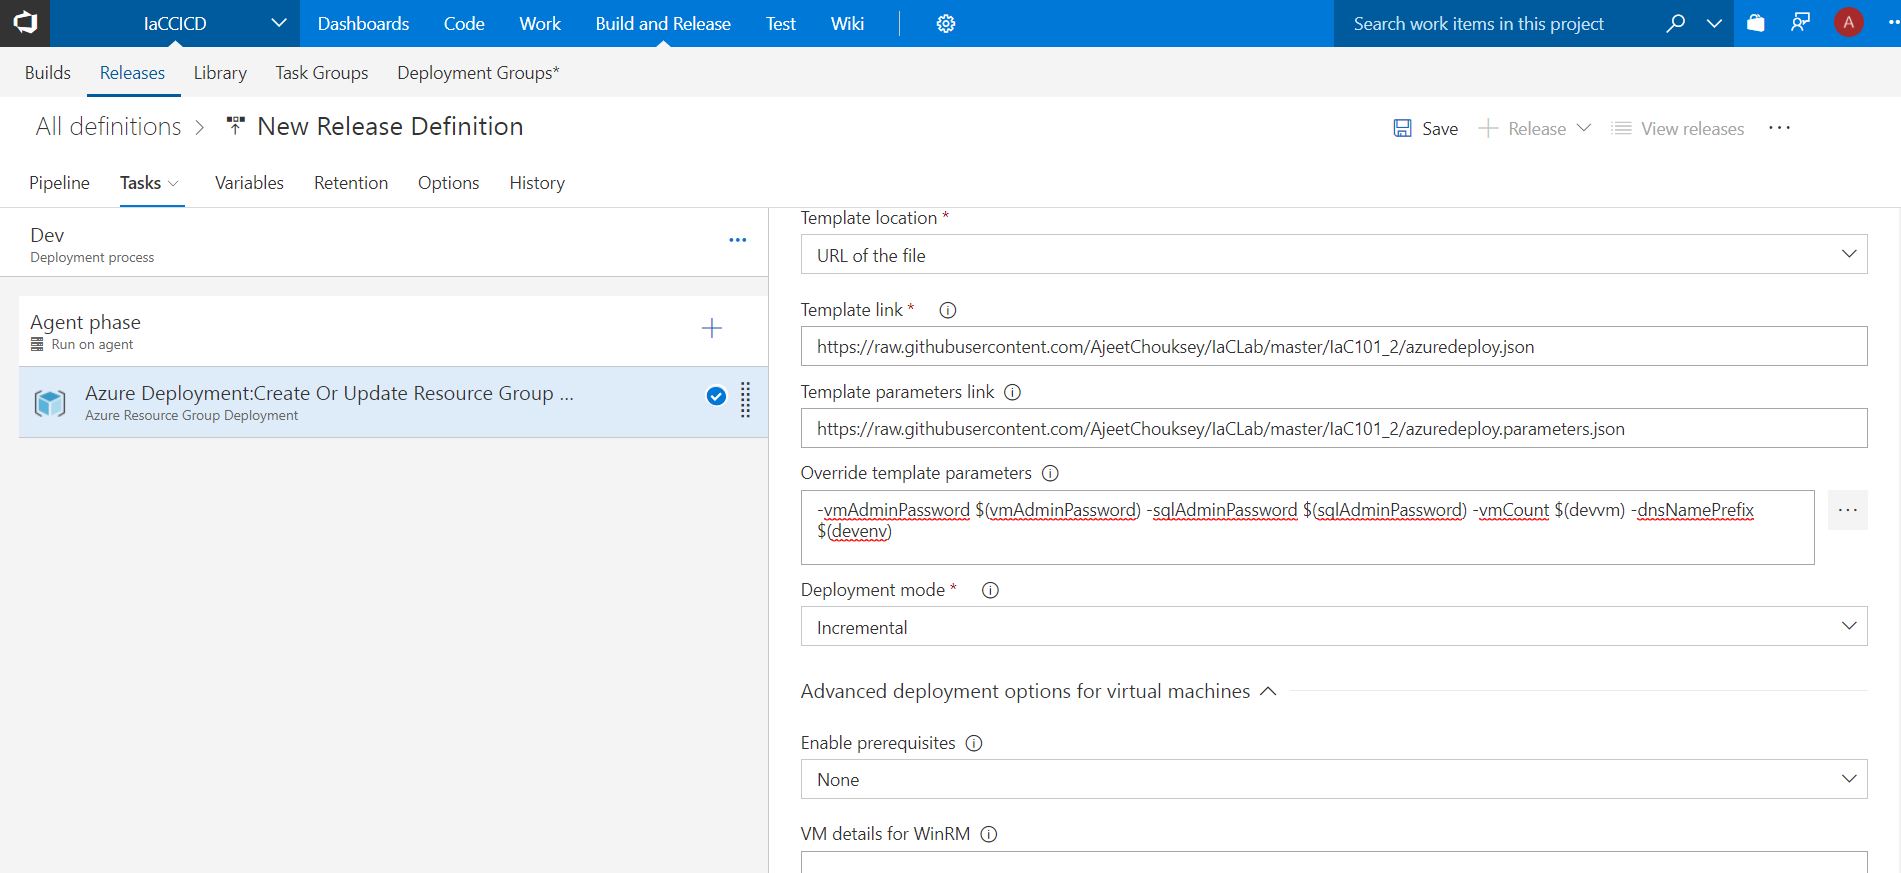 IaCCICD Dashboards Code Work Build and Release Test Wiki Search work items in this project A
Builds Releases Library Task Groups Deployment Groups*
All definitions > New Release Definition Save Release View releases ...
Pipeline Tasks Variables Retention Options History
Dev
Deployment process
...
Agent phase
Run on agent
Azure Deployment:Create Or Update Resource Group ...
Azure Resource Group Deployment
Template location *
URL of the file
Template link *
https://raw.githubusercontent.com/AjeetChouksey/IaCLab/master/IaC101_2/azuredeploy.json
Template parameters link
https://raw.githubusercontent.com/AjeetChouksey/IaCLab/master/IaC101_2/azuredeploy.parameters.json
Override template parameters
-vmAdminPassword $(vmAdminPassword) -sqlAdminPassword $(sqlAdminPassword) -vmCount $(devvm) -dnsNamePrefix
$(devenv)
...
Deployment mode *
Incremental
Advanced deployment options for virtual machines
Enable prerequisites
None
VM details for WinRM